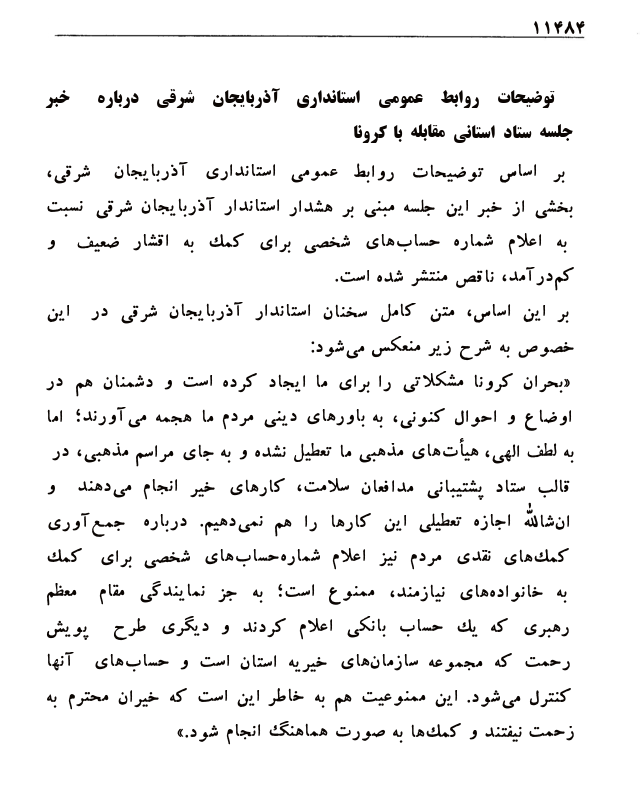 ۱۱۴۸۴
توضیحات روابط عمومی استانداری آذربایجان شرقی درباره خبر
جلسه ستاد استانی مقابله با کرونا
بر اساس توضیحات روابط عمومی استانداری آذربایجان شرقی،
بخشی از خبر این جلسه مبنی بر هشدار استاندار آذربایجان شرقی نسبت
به اعلام شماره حساب‌های شخصی برای کمک به اقشار ضعیف و
کم‌درآمد، ناقص منتشر شده است.
بر این اساس، متن کامل سخنان استاندار آذربایجان شرقی در این
خصوص به شرح زیر منعکس می‌شود:
«بحران کرونا مشکلاتی را برای ما ایجاد کرده است و دشمنان هم در
اوضاع و احوال کنونی، به باورهای دینی مردم ما هجمه می‌آورند؛ اما
به لطف الهی، هیأت‌های مذهبی ما تعطیل نشده و به جای مراسم مذهبی، در
قالب ستاد پشتیبانی مدافعان سلامت، کارهای خیر انجام می‌دهند و
ان‌شالله اجازه تعطیلی این کارها را هم نمی‌دهیم. درباره جمع‌آوری
کمک‌های نقدی مردم نیز اعلام شماره‌حساب‌های شخصی برای کمک
به خانواده‌های نیازمند، ممنوع است؛ به جز نمایندگی مقام معظم
رهبری که یك حساب بانکی اعلام کردند و دیگری طرح پویش
رحمت که مجموعه سازمان‌های خیریه استان است و حساب‌های آنها
کنترل می‌شود. این ممنوعیت هم به خاطر این است که خیران محترم به
زحمت نیفتند و کمك‌ها به صورت هماهنگ انجام شود.»